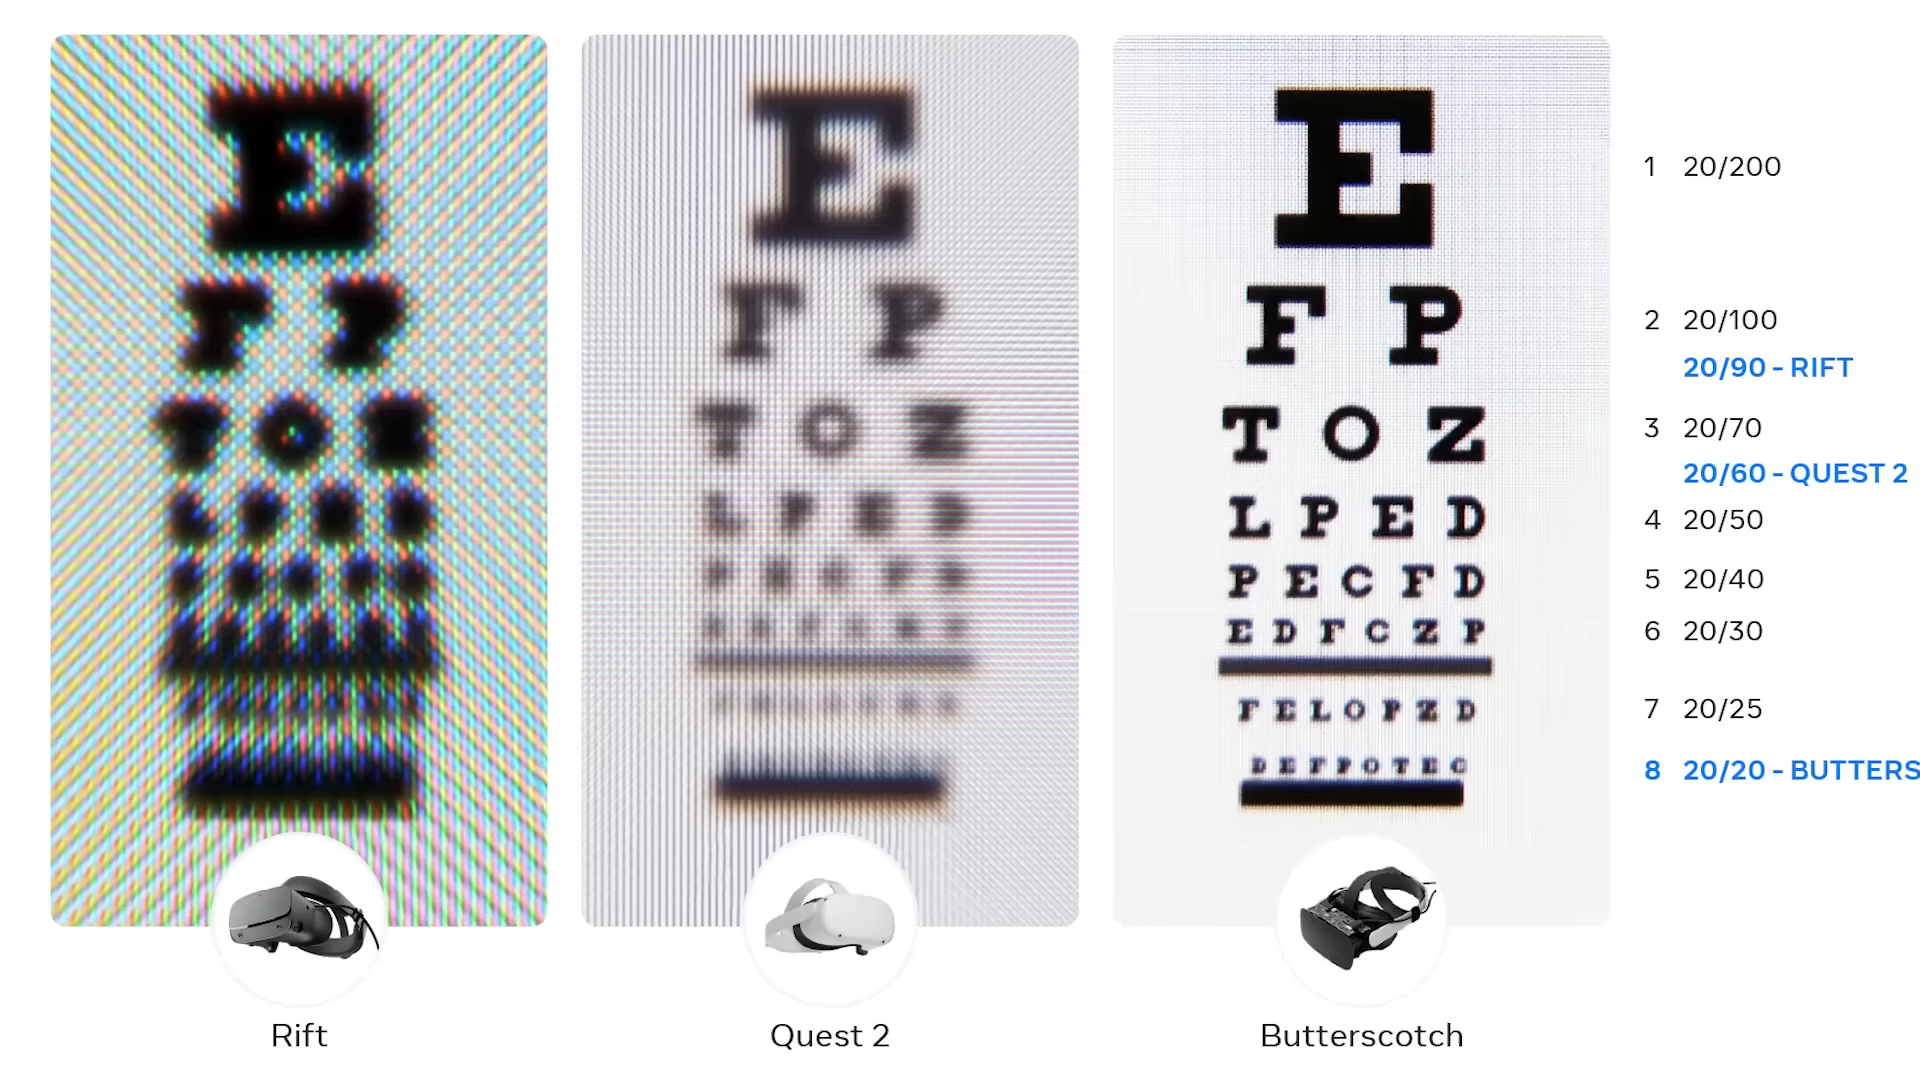 E
F P
T O Z
L P E D
P
E
F P
T O Z
L P E D
P E C F D
E
F P
T O Z
L P E D
P E C F D
E D F C Z P
F E L O P Z D
D E F P O T E C
1 20/200
2 20/100
20/90 - RIFT
3 20/70
20/60 - QUEST 2
4 20/50
5 20/40
6 20/30
7 20/25
8 20/20 - BUTTERS
Rift
Quest 2
Butterscotch